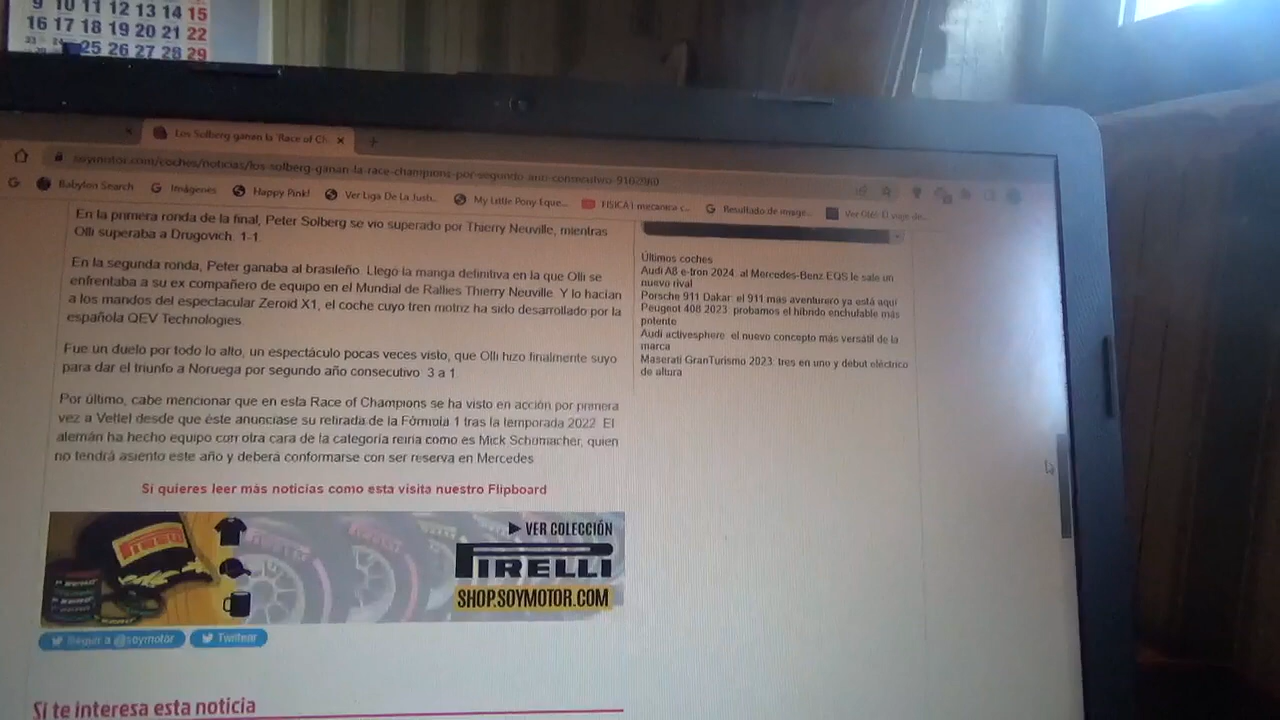 9 10 11 12 13 14 15
16 17 18 19 20 21 22
25 26 27 28 29
Los Solberg ganan la 'Race of Ch
soymotor.com/coches/noticias/los-solberg-ganan-la-race-champions-por-segundo-ano-consecutivo-9102980
Babylon Search
Imágenes
Happy Pink!
Ver Liga De La Justi...
My Little Pony Eque...
FISICA | mecanica c...
Resultado de image...
En la primera ronda de la final, Peter Solberg se vio superado por Thierry Neuville, mientras
Olli superaba a Drugovich. 1-1.
En la segunda ronda, Peter ganaba al brasileño. Llegó la manga definitiva en la que Olli se
enfrentaba a su ex compañero de equipo en el Mundial de Rallies Thierry Neuville. Y lo hacían
a los mandos del espectacular Zeroid X1, el coche cuyo tren motriz ha sido desarrollado por la
española QEV Technologies.
Fue un duelo por todo lo alto, un espectáculo pocas veces visto, que Olli hizo finalmente suyo
para dar el triunfo a Noruega por segundo año consecutivo. 3 a 1.
Por último, cabe mencionar que en esta Race of Champions se ha visto en acción por primera
vez a Vettel desde que éste anunciase su retirada de la Fórmula 1 tras la temporada 2022. El
alemán ha hecho equipo con otra cara de la categoría reina como es Mick Schumacher, quien
no tendrá asiento este año y deberá conformarse con ser reserva en Mercedes.
Si quieres leer más noticias como esta visita nuestro Flipboard
Últimos coches
Audi A8 e-tron 2024: al Mercedes-Benz EQS le sale un
nuevo rival
Porsche 911 Dakar: el 911 más aventurero ya está aquí
Peugeot 408 2023: probamos el híbrido enchufable más
potente
Audi activesphere: el nuevo concepto más versátil de la
marca
Maserati GranTurismo 2023: tres en uno y debut eléctrico
de altura
PIRELLI
VER COLECCIÓN
PIRELLI
SHOP.SOYMOTOR.COM
Seguir a @soymotor
Twittear
Si te interesa esta noticia